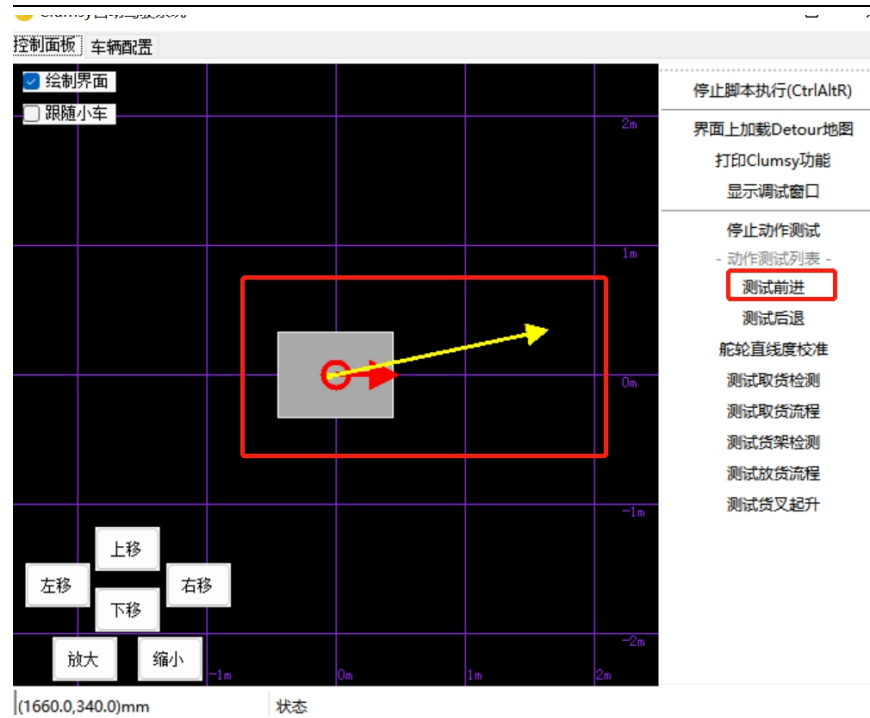 控制面板 车辆配置
绘制界面
跟随小车
2m
1m
0m
-1m
-2m
-1m 0m 1m 2m
上移
左移 右移
下移
放大 缩小
(1660.0,340.0)mm 状态
停止脚本执行(CtrlAltR)
界面上加载Detour地图
打印Clumsy功能
显示调试窗口
停止动作测试
- 动作测试列表 -
测试前进
测试后退
舵轮直线度校准
测试取货检测
测试取货流程
测试货架检测
测试放货流程
测试货叉起升